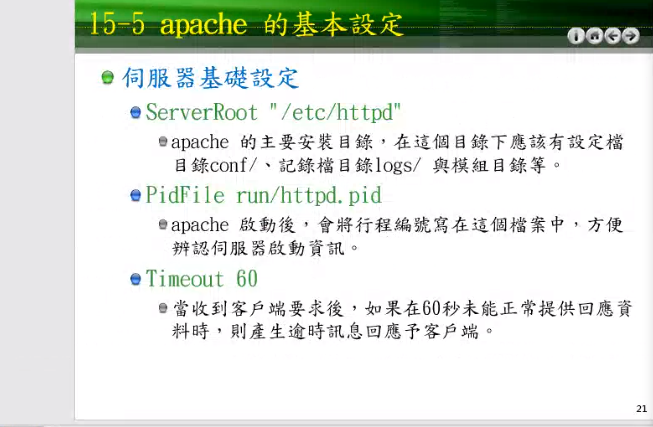 15-5 apache 的基本設定
伺服器基礎設定
ServerRoot "/etc/httpd"
apache 的主要安裝目錄，在這個目錄下應該有設定檔
目錄conf/、記錄檔目錄logs/ 與模組目錄等。
PidFile run/httpd.pid
apache 啟動後，會將行程編號寫在這個檔案中，方便
辨認伺服器啟動資訊。
Timeout 60
當收到客戶端要求後，如果在60秒未能正常提供回應資
料時，則產生逾時訊息回應予客戶端。
21